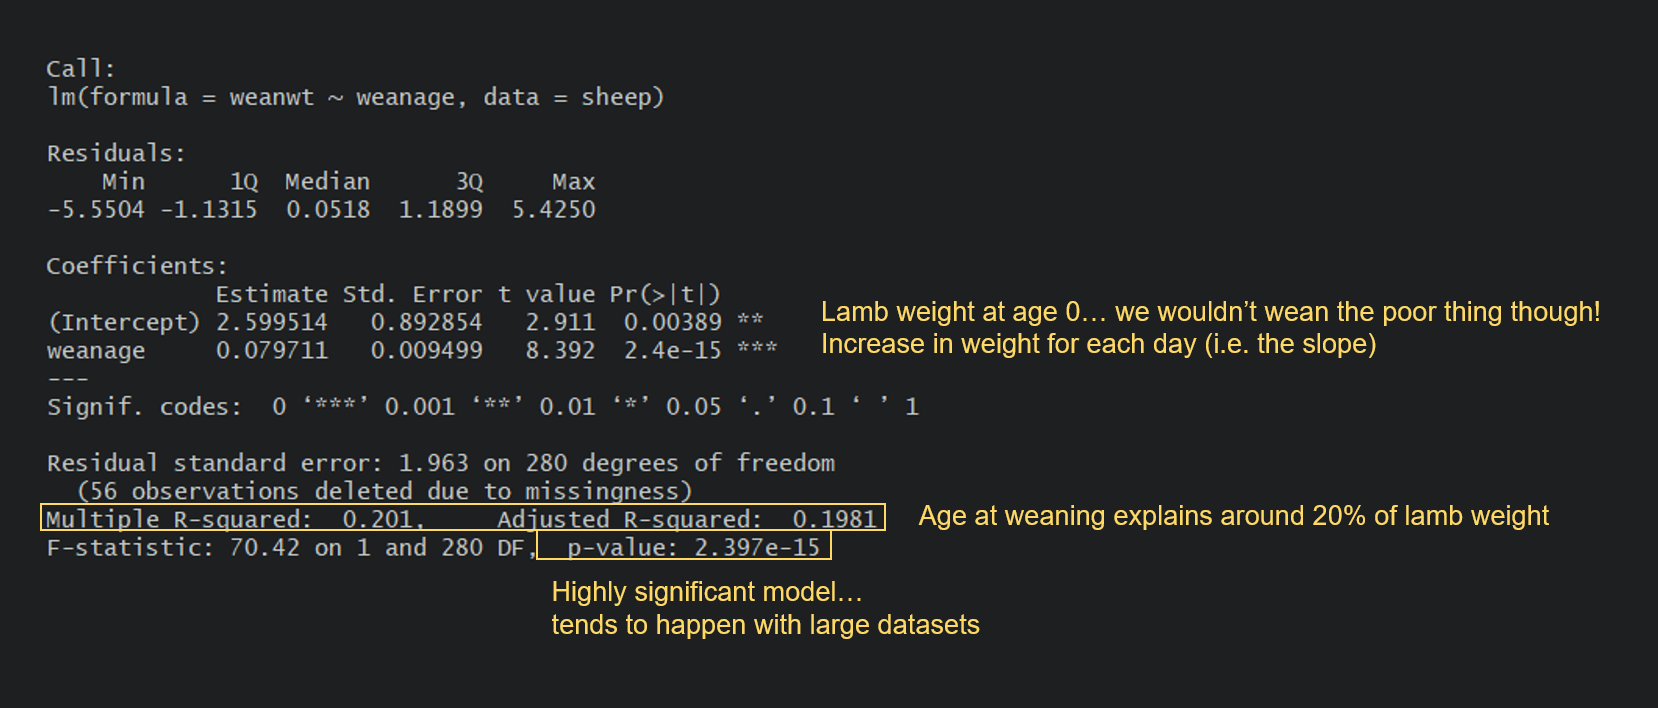 Call:
lm(formula = weanwt ~ weanage, data = sheep)
Residuals:
Min 1Q Median 3Q Max
-5.5504 -1.1315 0.0518 1.1899 5.4250
Coefficients:
Estimate Std. Error t value Pr(>|t|)
(Intercept) 2.599514 0.892854 2.911 0.00389 **
weanage 0.079711 0.009499 8.392 2.4e-15 ***
Lamb weight at age 0… we wouldn’t wean the poor thing though!
Increase in weight for each day (i.e. the slope)
---
Signif. codes: 0 ‘***’ 0.001 ‘**’ 0.01 ‘*’ 0.05 ‘.’ 0.1 ‘ ’ 1
Residual standard error: 1.963 on 280 degrees of freedom
(56 observations deleted due to missingness)
Multiple R-squared: 0.201, Adjusted R-squared: 0.1981
Age at weaning explains around 20% of lamb weight
F-statistic: 70.42 on 1 and 280 DF, p-value: 2.397e-15
Highly significant model…
tends to happen with large datasets